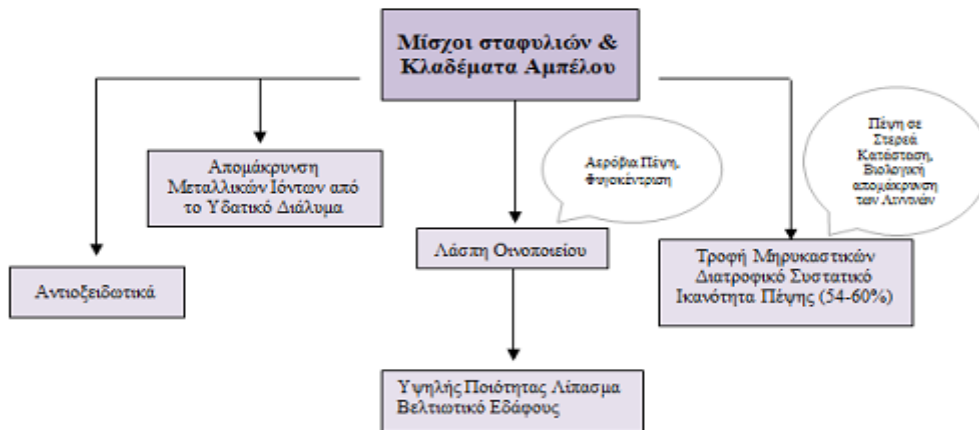 Μίσχοι σταφυλιών &
Κλαδέματα Αμπέλου
Απομάκρυνση
Μεταλλικών Ιόντων από
το Υδατικό Διάλυμα
Αερόβια Πέψη,
Φυγοκέντριση
Πέψη σε
Στερεά
Κατάσταση,
Βιολογική
απομάκρυνση
των Λιγνινών
Αντιοξειδωτικά
Λάσπη Οινοποιείου
Τροφή Μηρυκαστικών
Διατροφικό Συστατικό
Ικανότητα Πέψης (54-60%)
Υψηλής Ποιότητας Λίπασμα
Βελτιωτικό Εδάφους